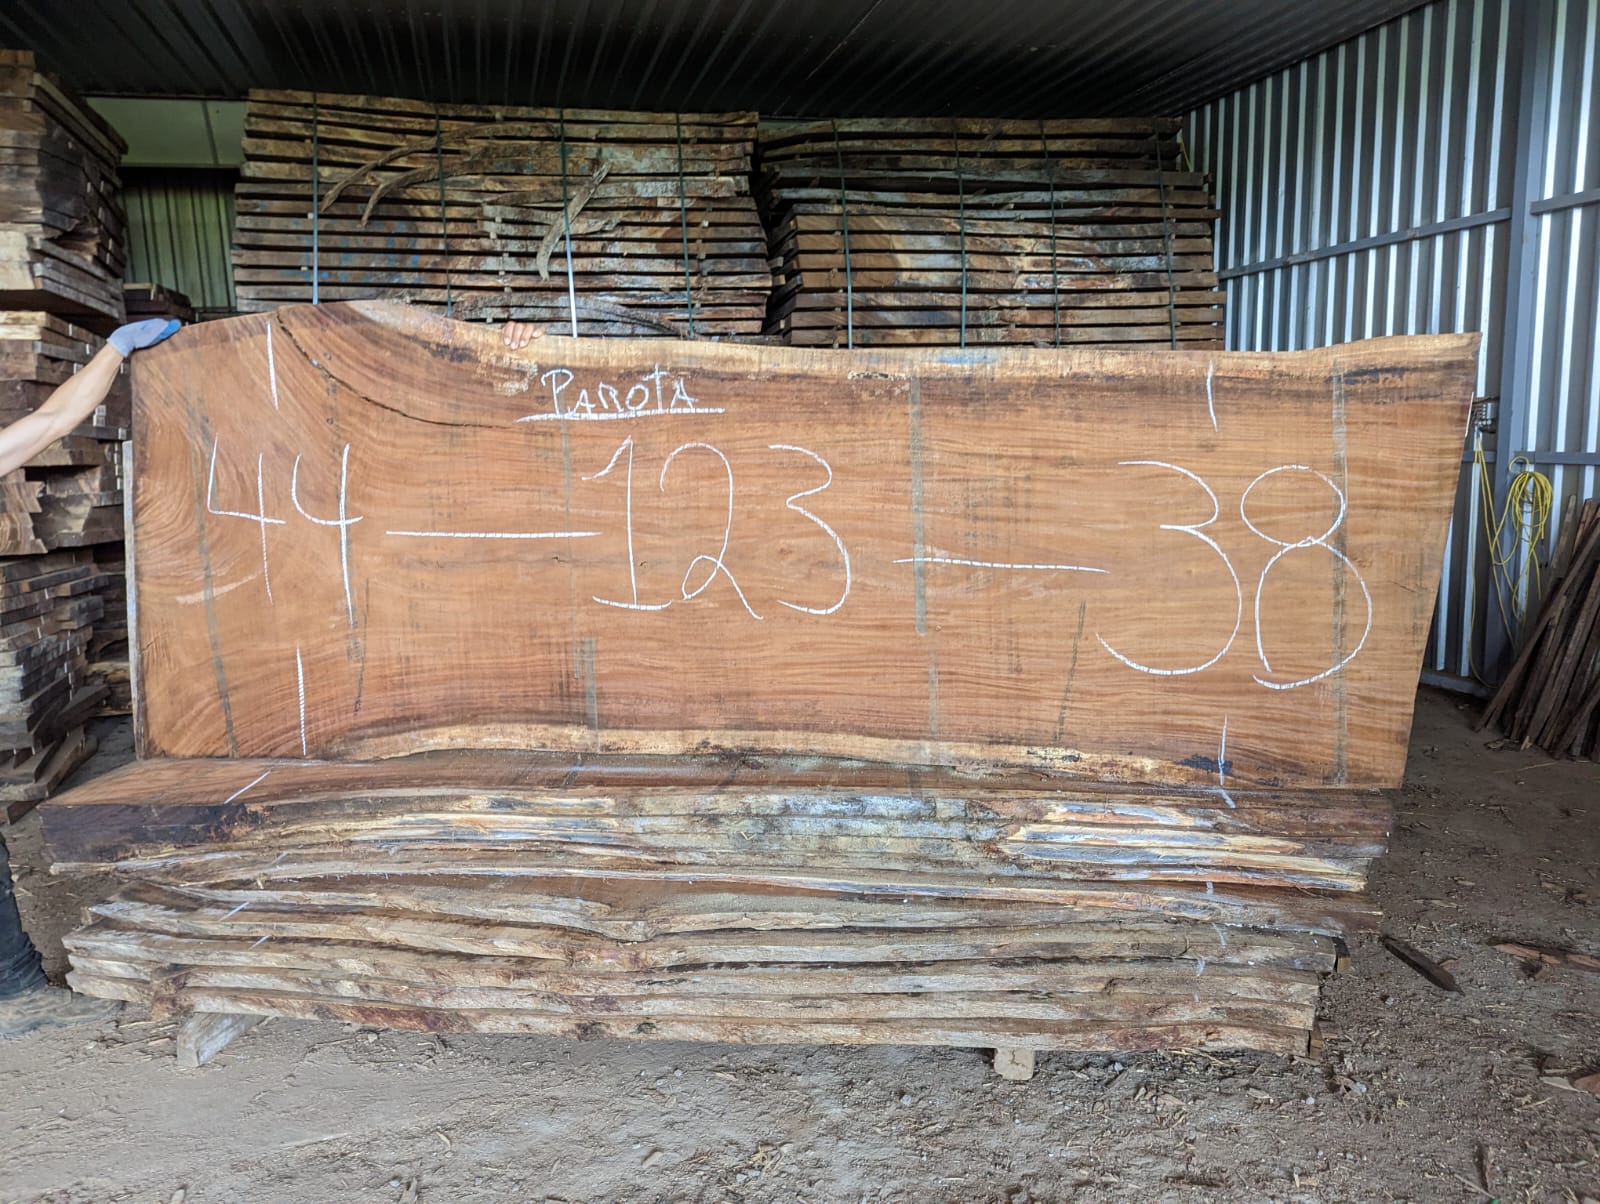 PAROTA
44 — 123 — 38